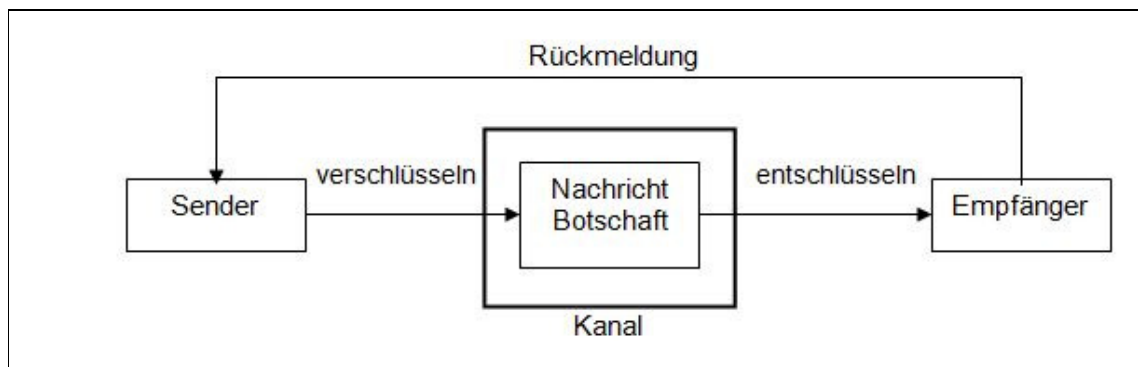 Rückmeldung
verschlüsseln
entschlüsseln
Sender
Nachricht
Botschaft
Empfänger
Kanal